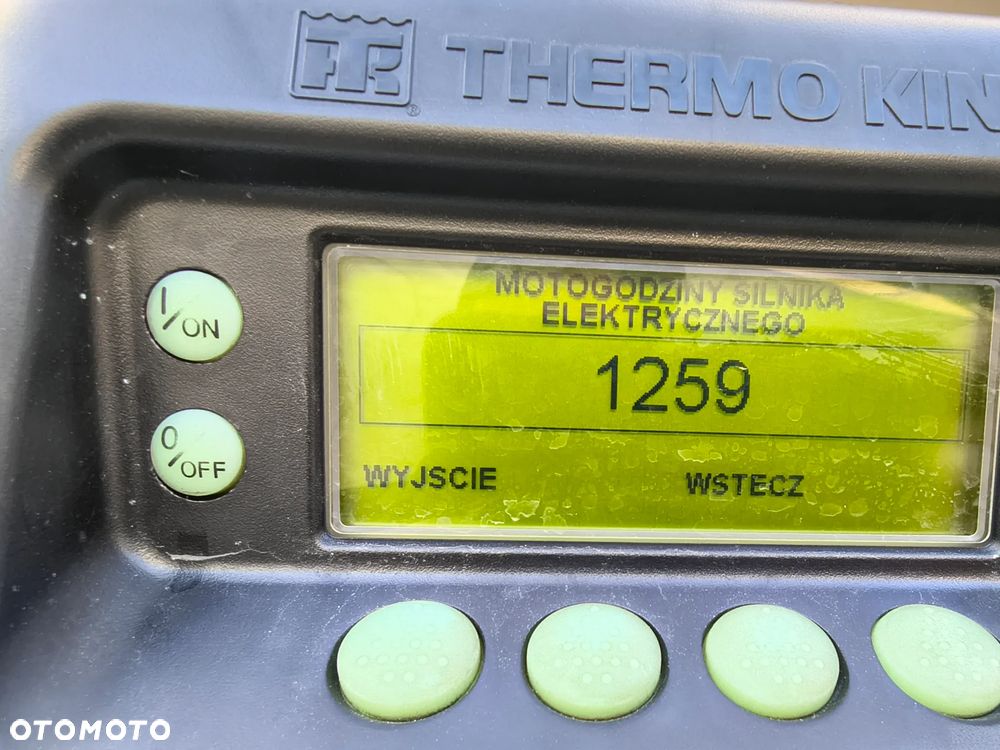 THERMO KIN
I/ON
0/OFF
MOTOGODZINY SILNIKA
ELEKTRYCZNEGO
1259
WYJSCIE WSTECZ
OTOMOTO